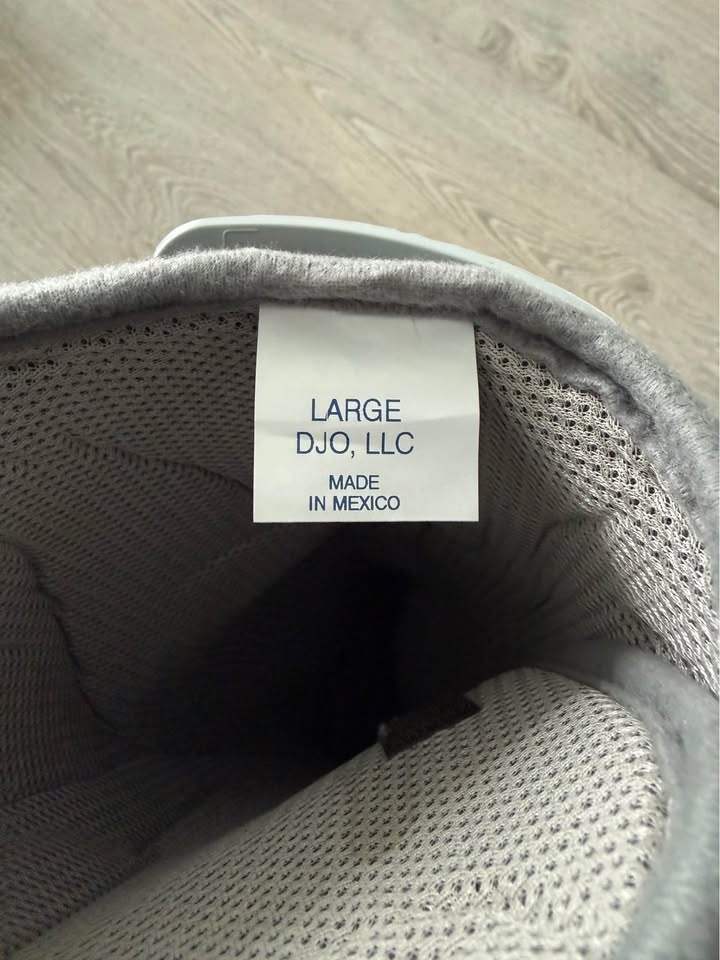 LARGE
DJO, LLC
MADE
IN MEXICO